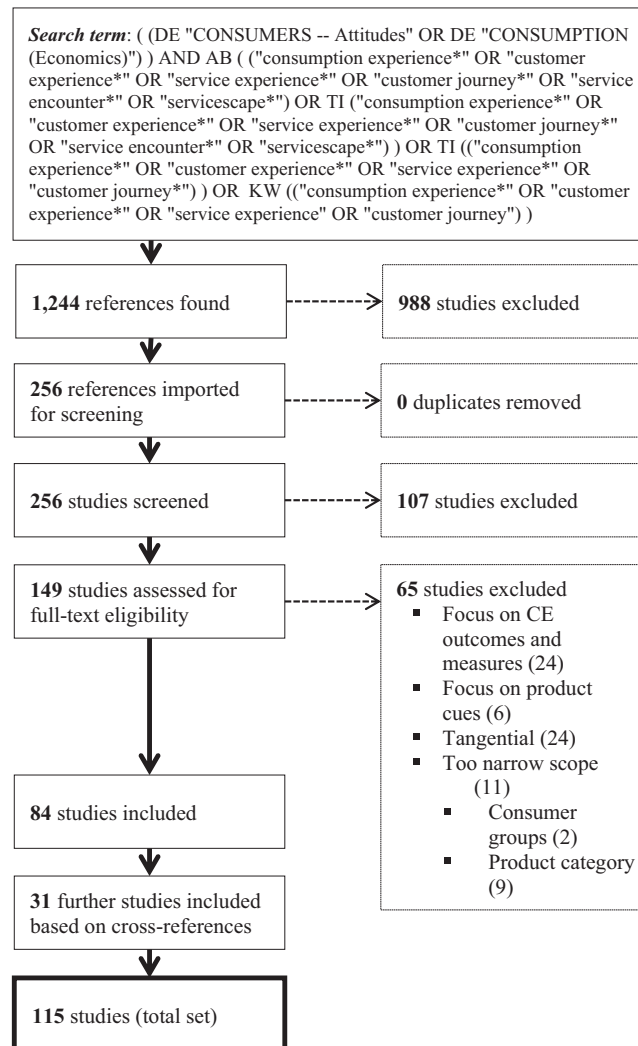 Search term: ( (DE "CONSUMERS -- Attitudes" OR DE "CONSUMPTION
(Economics)") ) AND AB ( ("consumption experience*" OR "customer
experience*" OR "service experience*" OR "customer journey*" OR "service
encounter*" OR "servicescape*") OR TI ("consumption experience*" OR
"customer experience*" OR "service experience*" OR "customer journey*"
OR "service encounter*" OR "servicescape*") ) OR TI (("consumption
experience*" OR "customer experience*" OR "service experience*" OR
"customer journey*") ) OR KW (("consumption experience*" OR "customer
experience*" OR "service experience" OR "customer journey") )
1,244 references found
988 studies excluded
256 references imported
for screening
0 duplicates removed
256 studies screened
107 studies excluded
149 studies assessed for
full-text eligibility
65 studies excluded
▪ Focus on CE
outcomes and
measures (24)
▪ Focus on product
cues (6)
▪ Tangential (24)
▪ Too narrow scope
(11)
▪ Consumer
groups (2)
▪ Product category
(9)
84 studies included
31 further studies included
based on cross-references
115 studies (total set)